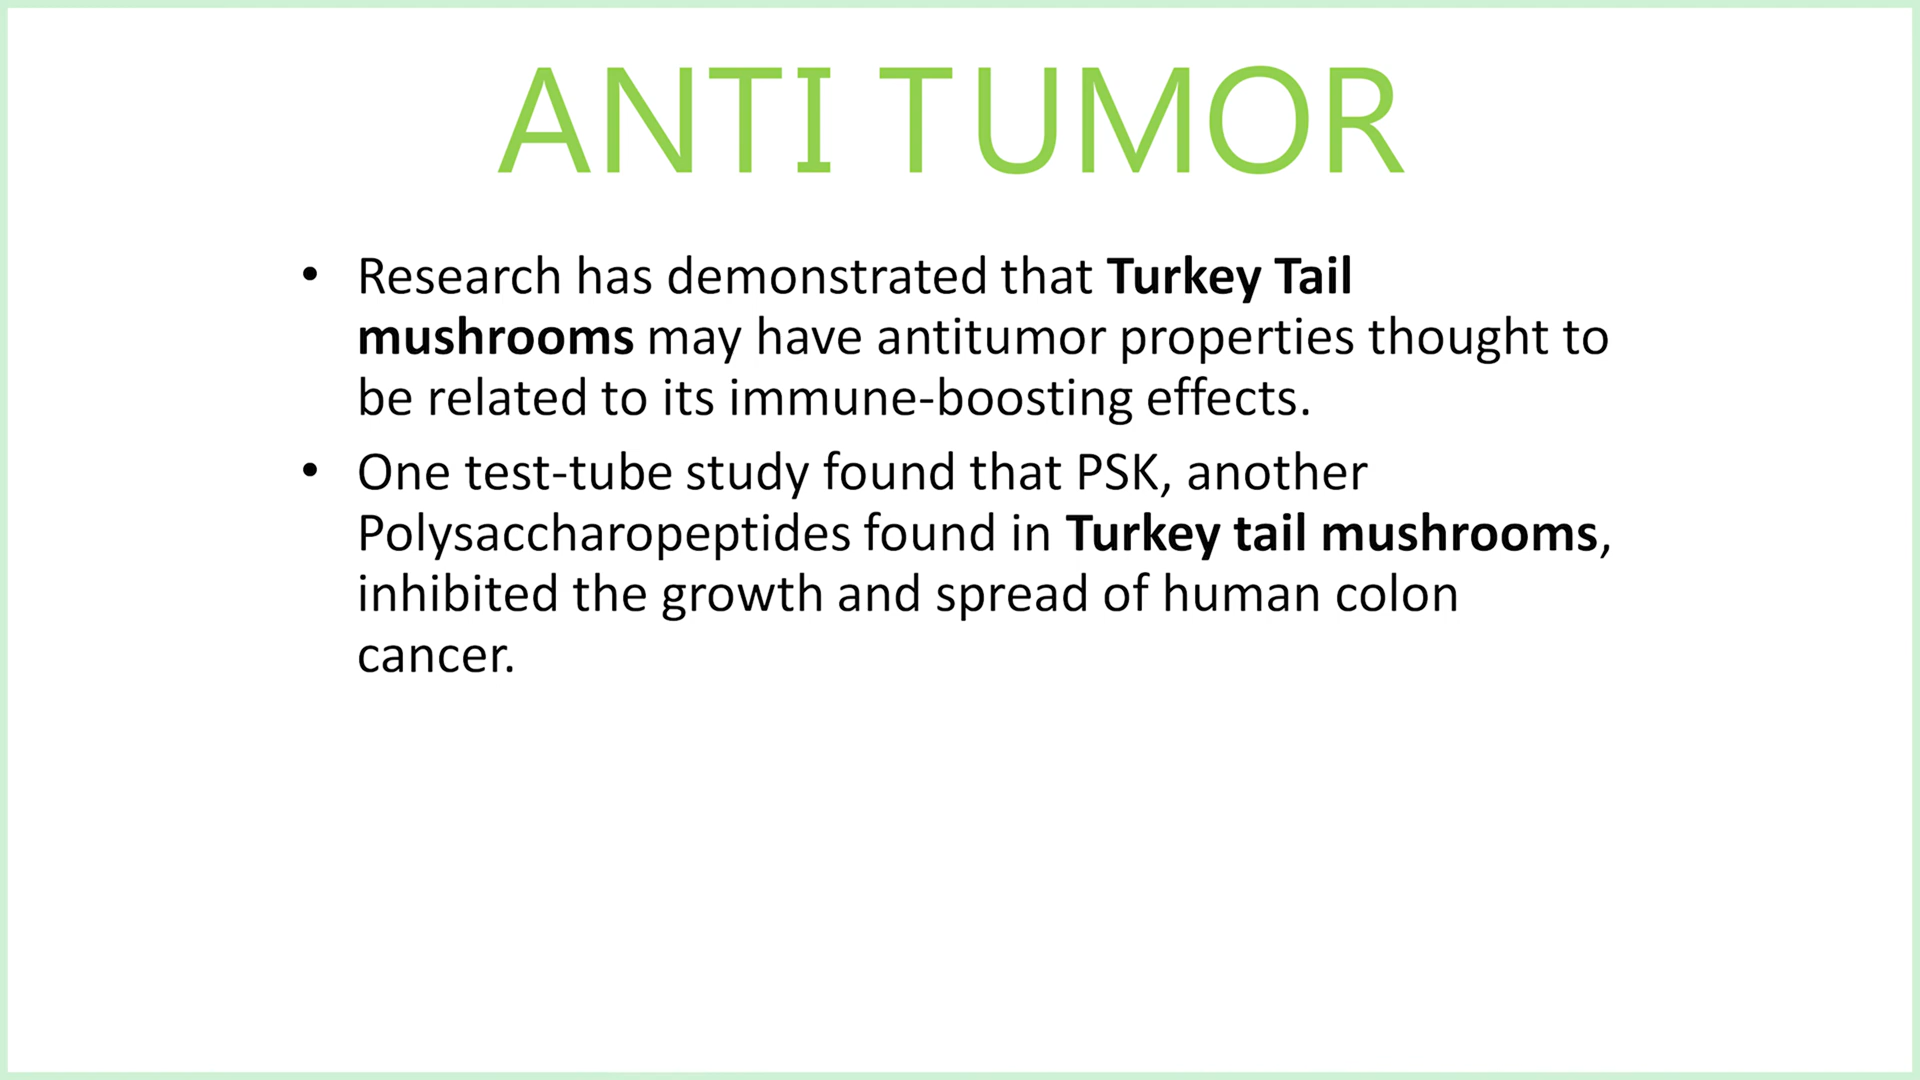 ANTI TUMOR
• Research has demonstrated that Turkey Tail
mushrooms may have antitumor properties thought to
be related to its immune-boosting effects.
• One test-tube study found that PSK, another
Polysaccharopeptides found in Turkey tail mushrooms,
inhibited the growth and spread of human colon
cancer.